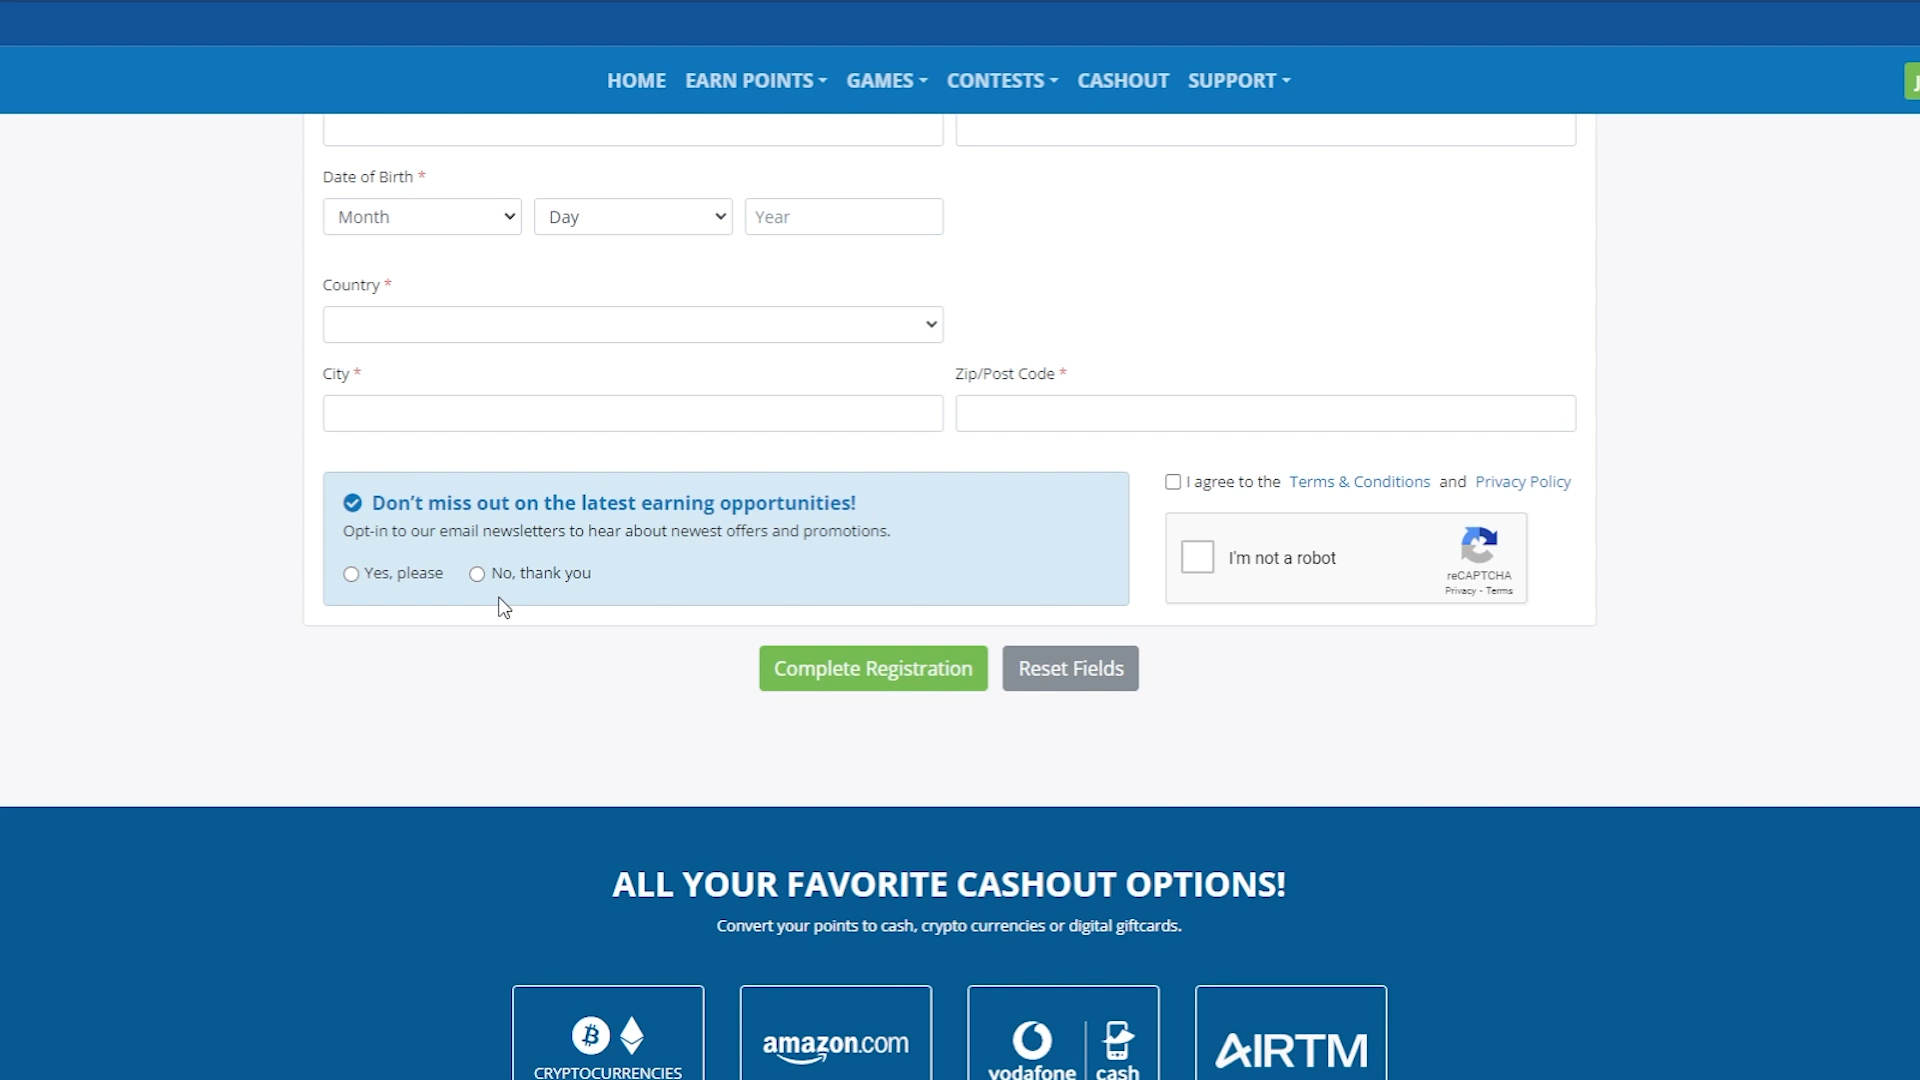 HOME EARN POINTS GAMES CONTESTS CASHOUT SUPPORT
Date of Birth *
Month Day Year
Country *
City * Zip/Post Code *
Don't miss out on the latest earning opportunities!
Opt-in to our email newsletters to hear about newest offers and promotions.
Yes, please No, thank you
I agree to the Terms & Conditions and Privacy Policy
I'm not a robot
reCAPTCHA
Privacy - Terms
Complete Registration Reset Fields
ALL YOUR FAVORITE CASHOUT OPTIONS!
Convert your points to cash, crypto currencies or digital giftcards.
CRYPTOCURRENCIES
amazon.com
vodafone cash
AIRTM